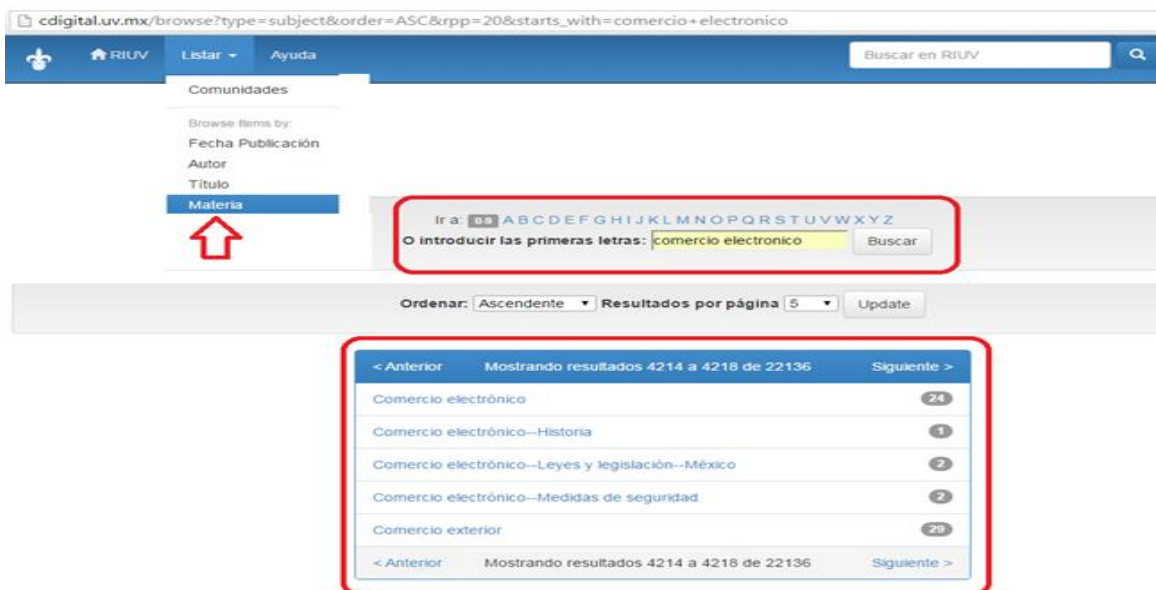 cdigital.uv.mx/browse?type=subject&order=ASC&rpp=20&starts_with=comercio+electronico
RIUV Listar Ayuda Buscar en RIUV
Comunidades
Browse Items by:
Fecha Publicación
Autor
Título
Materia
Ir a: 0-9 A B C D E F G H I J K L M N O P Q R S T U V W X Y Z
O introducir las primeras letras: comercio electronico Buscar
Ordenar: Ascendente Resultados por página 5 Update
< Anterior Mostrando resultados 4214 a 4218 de 22136 Siguiente >
Comercio electrónico 24
Comercio electrónico--Historia 1
Comercio electrónico--Leyes y legislación--México 2
Comercio electrónico--Medidas de seguridad 2
Comercio exterior 29
< Anterior Mostrando resultados 4214 a 4218 de 22136 Siguiente >